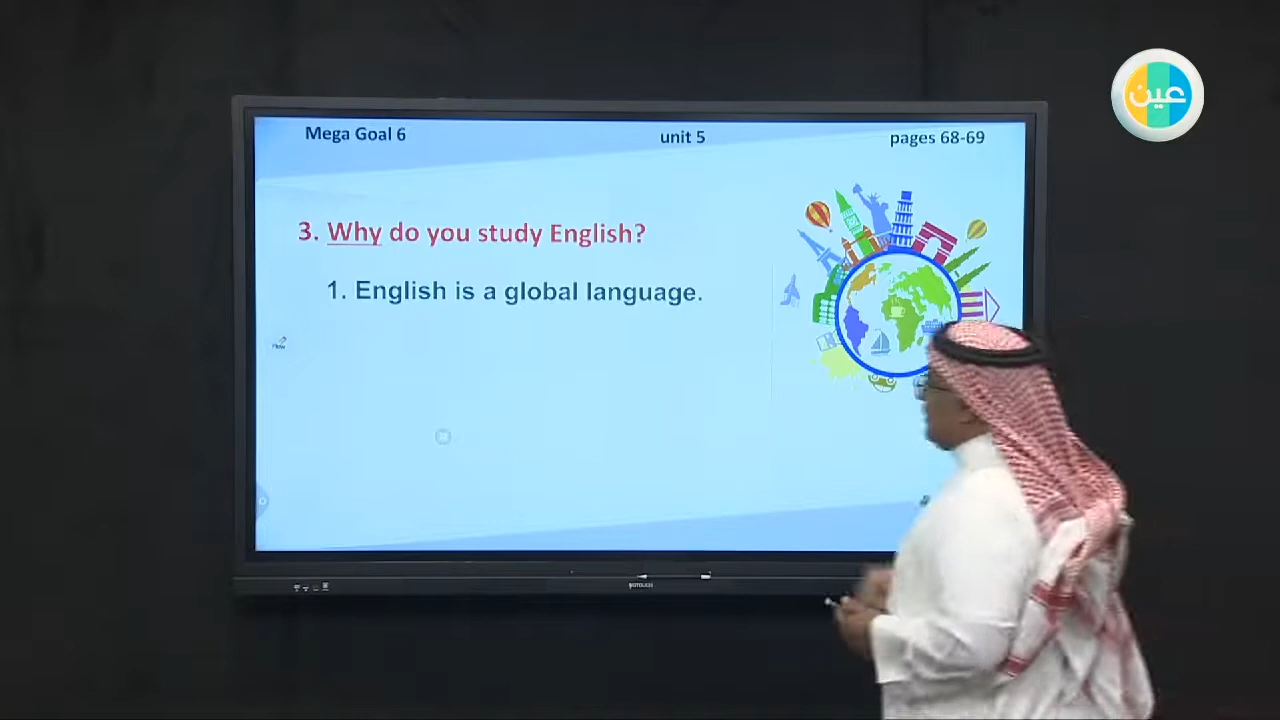 عين
Mega Goal 6 unit 5 pages 68-69
3. Why do you study English?
1. English is a global language.